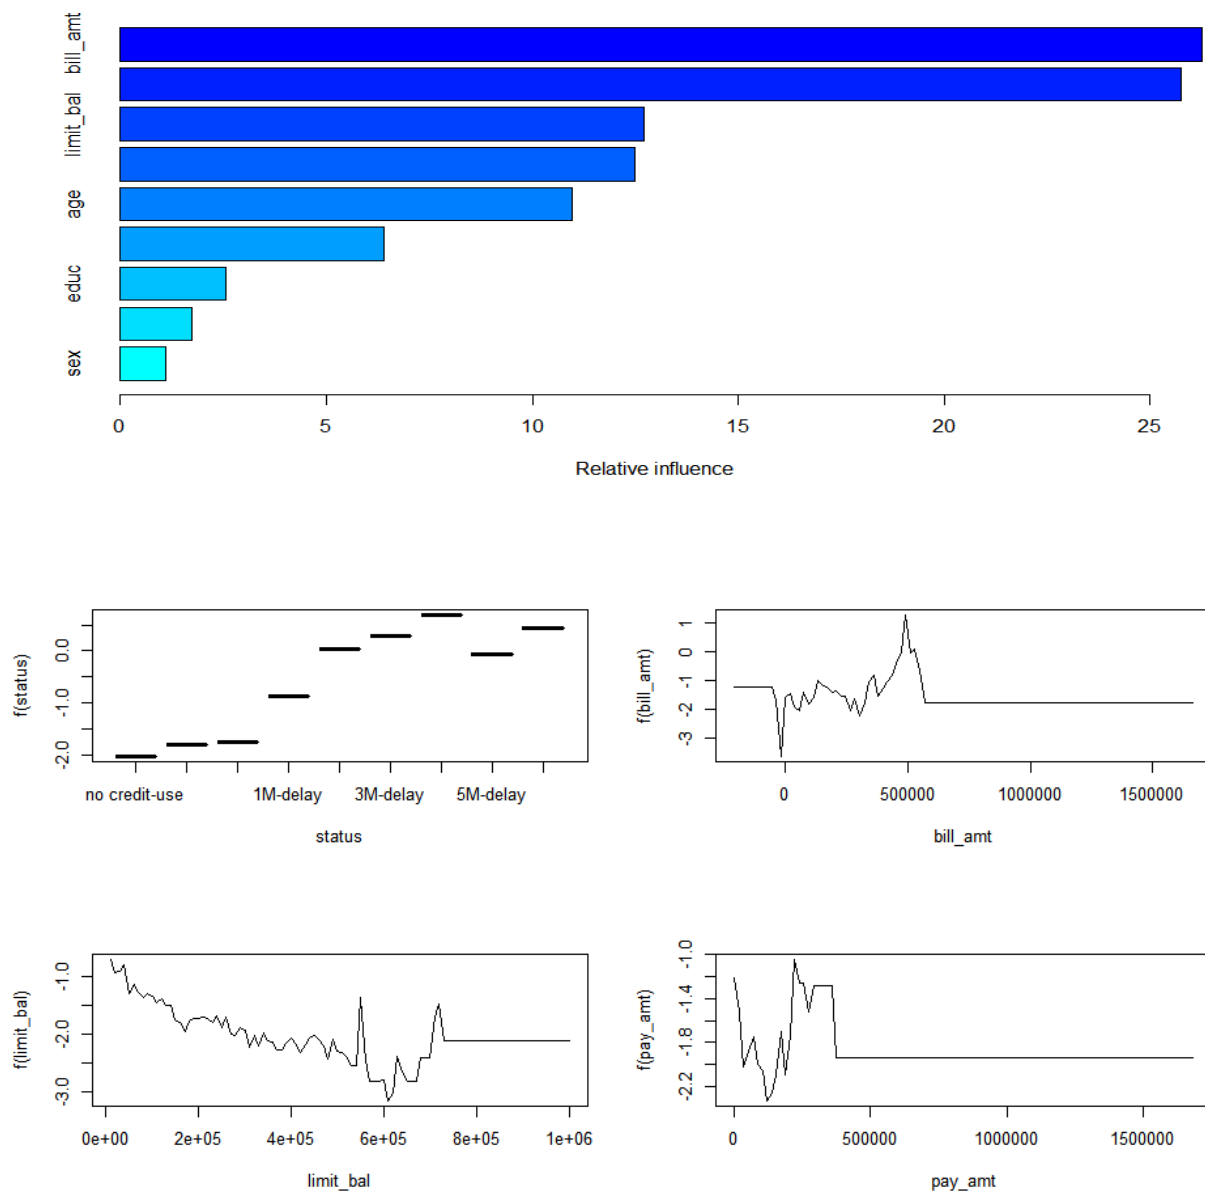 bill_amt
limit_bal
age
educ
sex
0 5 10 15 20 25
Relative influence
f(status)
0.0
-1.0
-2.0
no credit-use 1M-delay 3M-delay 5M-delay
status
f(bill_amt)
1
0
-1
-2
-3
0 500000 1000000 1500000
bill_amt
f(limit_bal)
-1.0
-2.0
-3.0
0e+00 2e+05 4e+05 6e+05 8e+05 1e+06
limit_bal
f(pay_amt)
-1.0
-1.4
-1.8
-2.2
0 500000 1000000 1500000
pay_amt